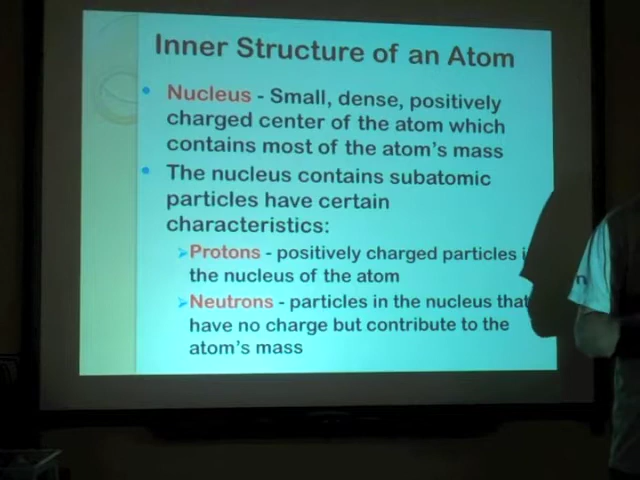 Inner Structure of an Atom
• Nucleus - Small, dense, positively
charged center of the atom which
contains most of the atom's mass
• The nucleus contains subatomic
particles have certain
characteristics:
➢Protons - positively charged particles i
the nucleus of the atom
➢Neutrons - particles in the nucleus that
have no charge but contribute to the
atom's mass